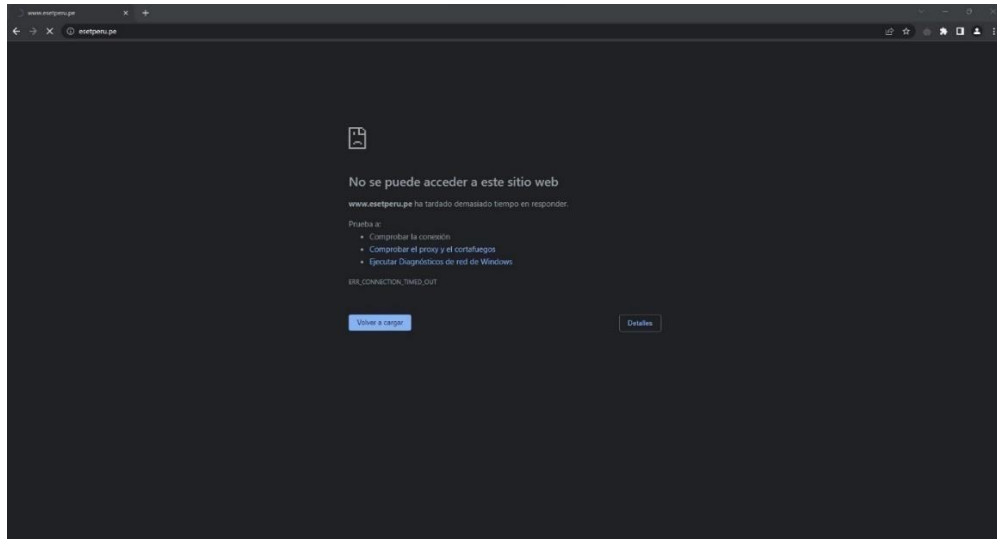 www.esetperu.pe
esetperu.pe
No se puede acceder a este sitio web
www.esetperu.pe ha tardado demasiado tiempo en responder.
Prueba a:
Comprobar la conexión
Comprobar el proxy y el cortafuegos
Ejecutar Diagnósticos de red de Windows
ERR_CONNECTION_TIMED_OUT
Volver a cargar
Detalles